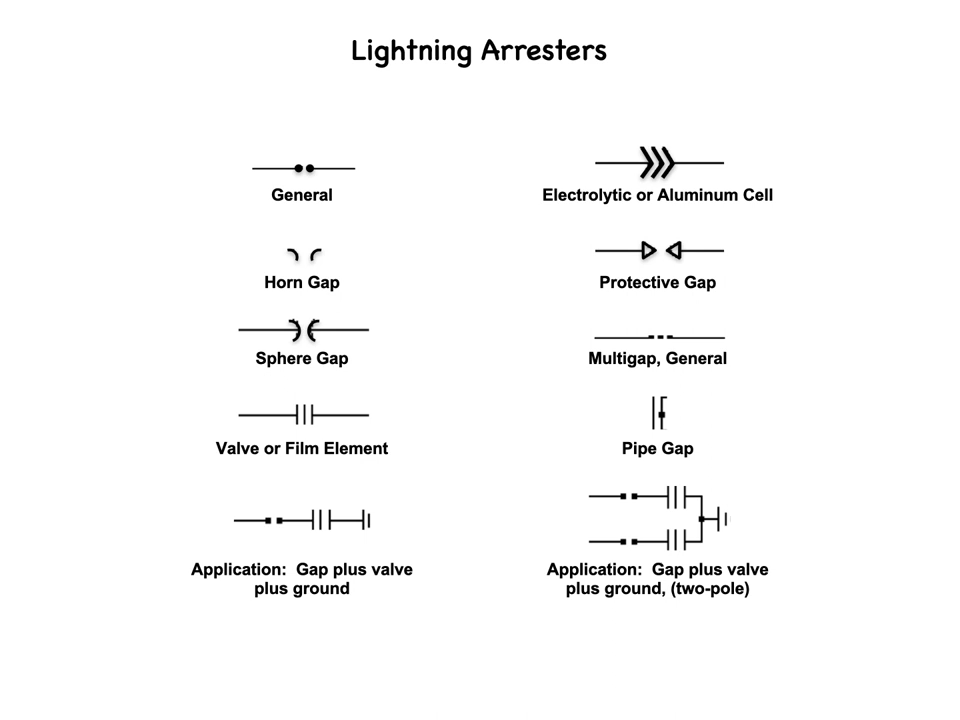 Lightning Arresters
General
Electrolytic or Aluminum Cell
Horn Gap
Protective Gap
Sphere Gap
Multigap, General
Valve or Film Element
Pipe Gap
Application:  Gap plus valve
plus ground
Application:  Gap plus valve
plus ground, (two-pole)